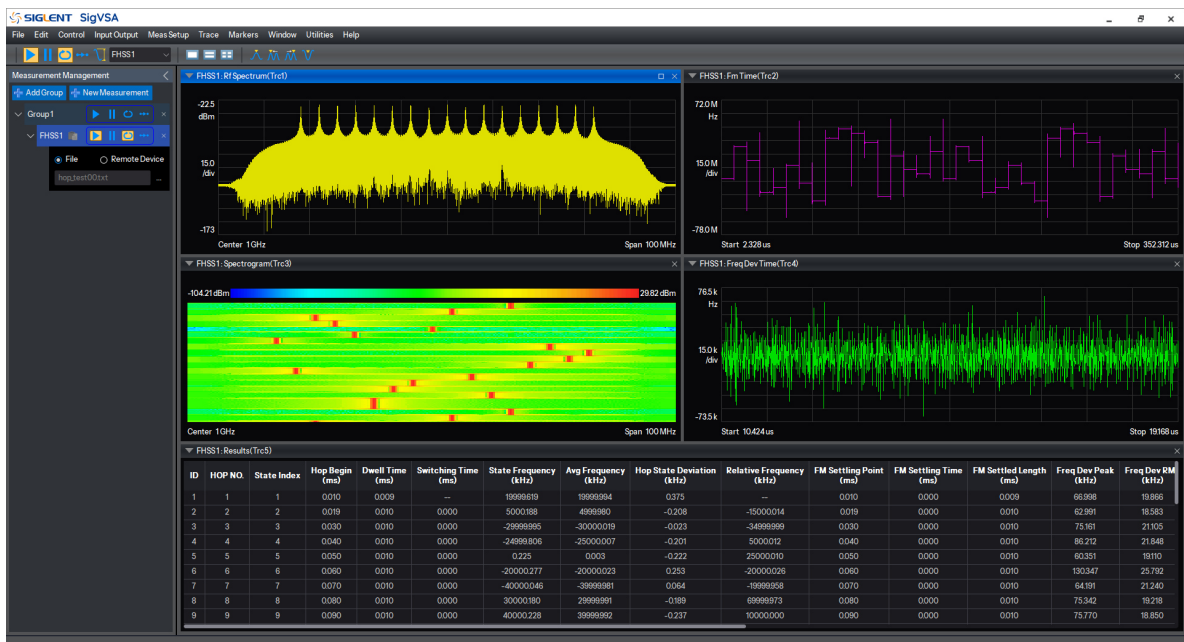 SIGLENT SigVSA
File Edit Control Input Output Meas Setup Trace Markers Window Utilities Help
FHSS1
Measurement Management
Add Group New Measurement
Group1
FHSS1
File Remote Device
hop_test00.txt ...
FHSS1: Rf Spectrum(Trc1)
-22.5
dBm
15.0
/div
-173
Center 1 GHz Span 100 MHz
FHSS1: Fm Time(Trc2)
72.0 M
Hz
15.0 M
/div
-78.0 M
Start 2.328 us Stop 352.312 us
FHSS1: Spectrogram(Trc3)
-104.21 dBm 29.82 dBm
Center 1 GHz Span 100 MHz
FHSS1: Freq Dev Time(Trc4)
76.5 k
Hz
15.0 k
/div
-73.5 k
Start 10.424 us Stop 19.168 us
FHSS1: Results(Trc5)
ID HOP NO. State Index Hop Begin (ms) Dwell Time (ms) Switching Time (ms) State Frequency (kHz) Avg Frequency (kHz) Hop State Deviation (kHz) Relative Frequency (kHz) FM Settling Point (ms) FM Settling Time (ms) FM Settled Length (ms) Freq Dev Peak (kHz) Freq Dev RM (kHz)
1 1 1 0.010 0.009 -- 19999.619 19999.994 0.375 -- 0.010 0.000 0.009 66.998 19.866
2 2 2 0.019 0.010 0.000 5000.188 4999.980 -0.208 -15000.014 0.019 0.000 0.010 62.991 18.583
3 3 3 0.030 0.010 0.000 -29999.995 -30000.019 -0.023 -34999.999 0.030 0.000 0.010 75.161 21.105
4 4 4 0.040 0.010 0.000 -24999.806 -25000.007 -0.201 5000.012 0.040 0.000 0.010 86.212 21.848
5 5 5 0.050 0.010 0.000 0.225 0.003 -0.222 25000.010 0.050 0.000 0.010 60.351 19.110
6 6 6 0.060 0.010 0.000 -20000.277 -20000.023 0.253 -20000.026 0.060 0.000 0.010 130.347 25.792
7 7 7 0.070 0.010 0.000 -40000.046 -39999.981 0.064 -19999.958 0.070 0.000 0.010 64.191 21.240
8 8 8 0.080 0.010 0.000 30000.180 29999.991 -0.189 69999.973 0.080 0.000 0.010 75.342 19.218
9 9 9 0.090 0.010 0.000 40000.228 39999.992 -0.237 10000.000 0.090 0.000 0.010 75.770 18.850